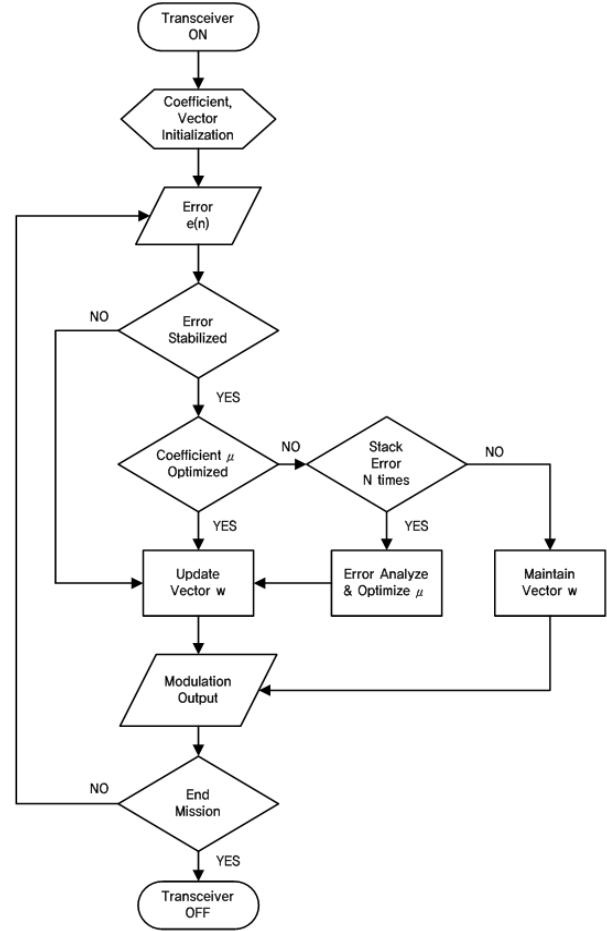 Transceiver
ON
Coefficient,
Vector
Initialization
Error
e(n)
NO
Error
Stabilized
YES
Coefficient μ
Optimized
NO
Stack
Error
N times
NO
YES
YES
Update
Vector w
Error Analyze
& Optimize μ
Maintain
Vector w
Modulation
Output
NO
End
Mission
YES
Transceiver
OFF